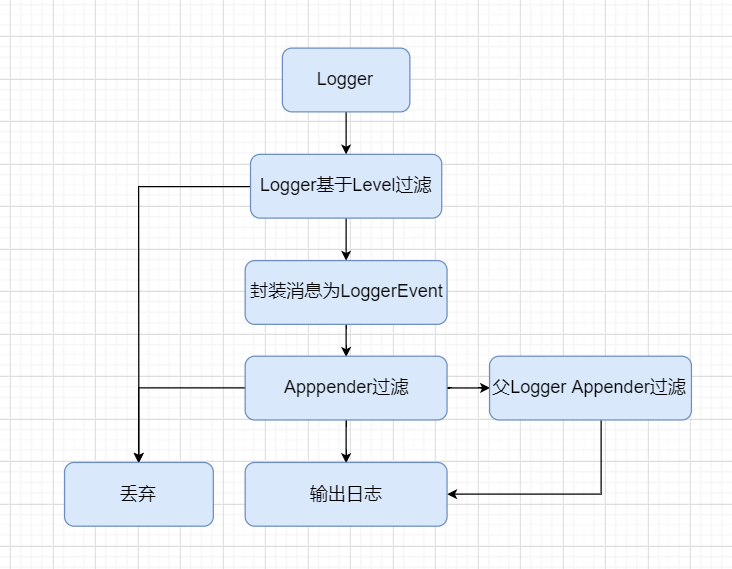 Logger
Logger基于Level过滤
封装消息为LoggerEvent
Apppender过滤
父Logger Appender过滤
丢弃
输出日志